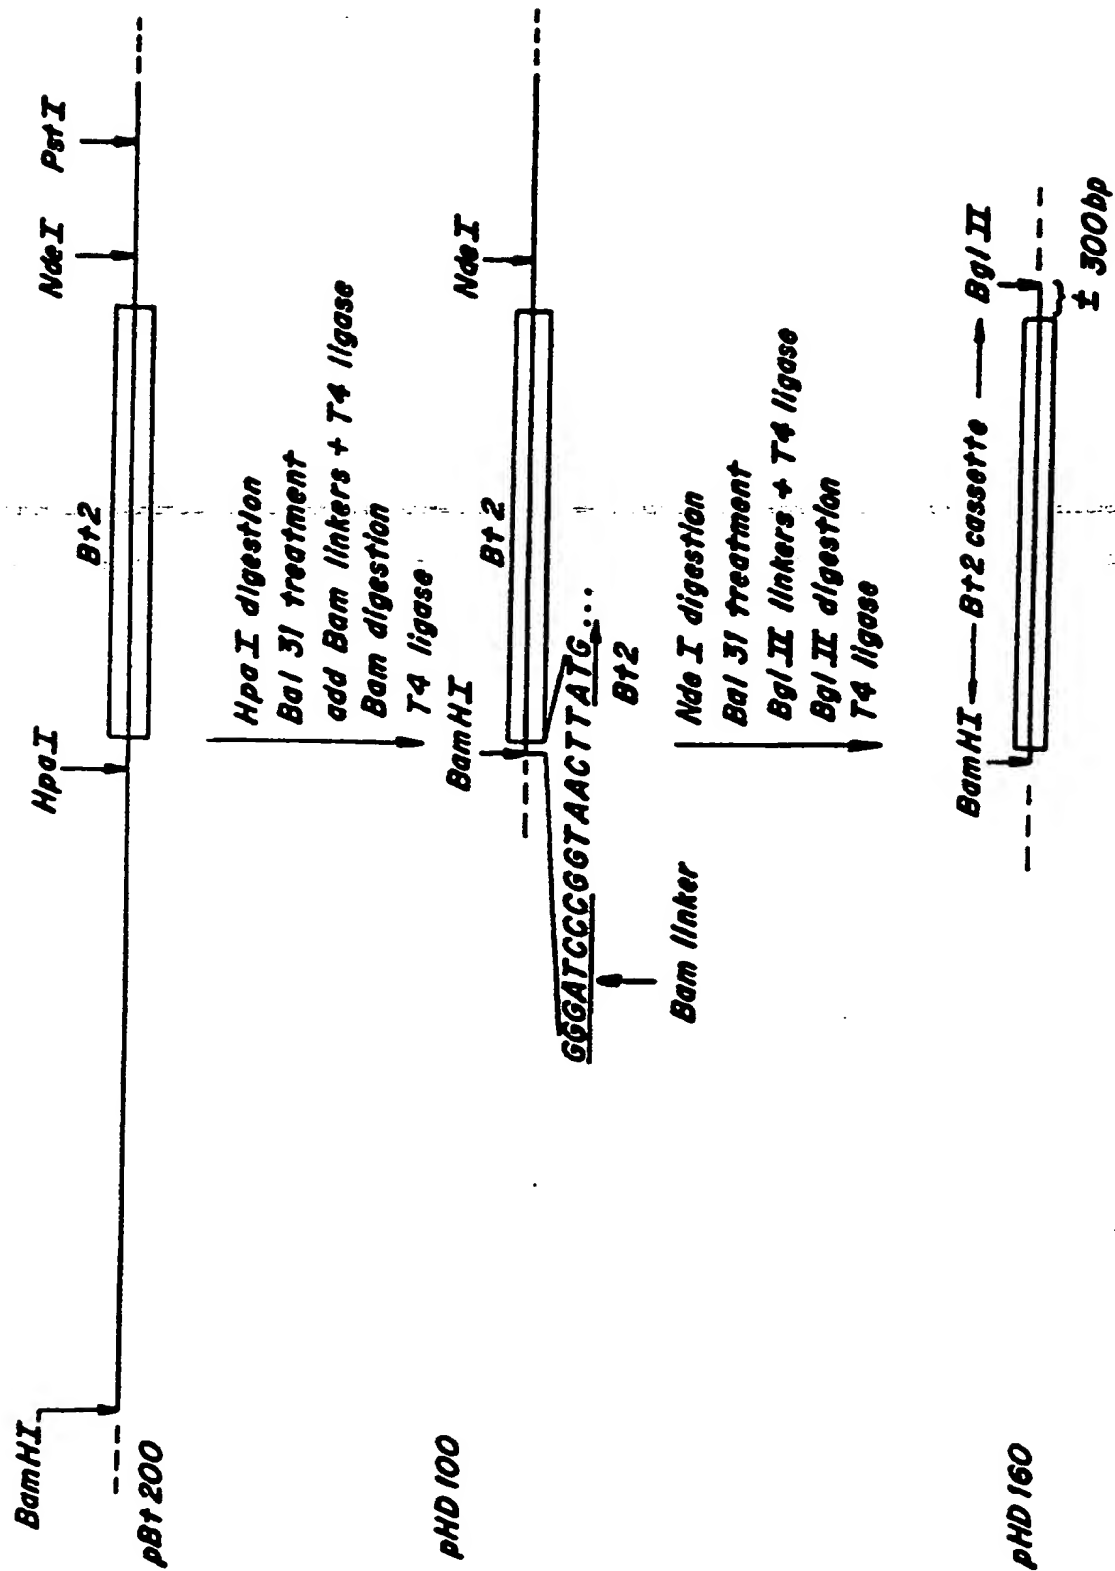 BamHI
HpaI
NdeI
PstI
Bt2
pBt200
HpaI digestion
Bal 31 treatment
add Bam linkers + T4 ligase
Bam digestion
T4 ligase
BamHI
Bt2
NdeI
pHD100
GGGATCCCGGTAACTTATG...
Bt2
Bam linker
NdeI digestion
Bal 31 treatment
Bgl II linkers + T4 ligase
Bgl II digestion
T4 ligase
BamHI
Bt2 cassette
Bgl II
± 300bp
pHD160